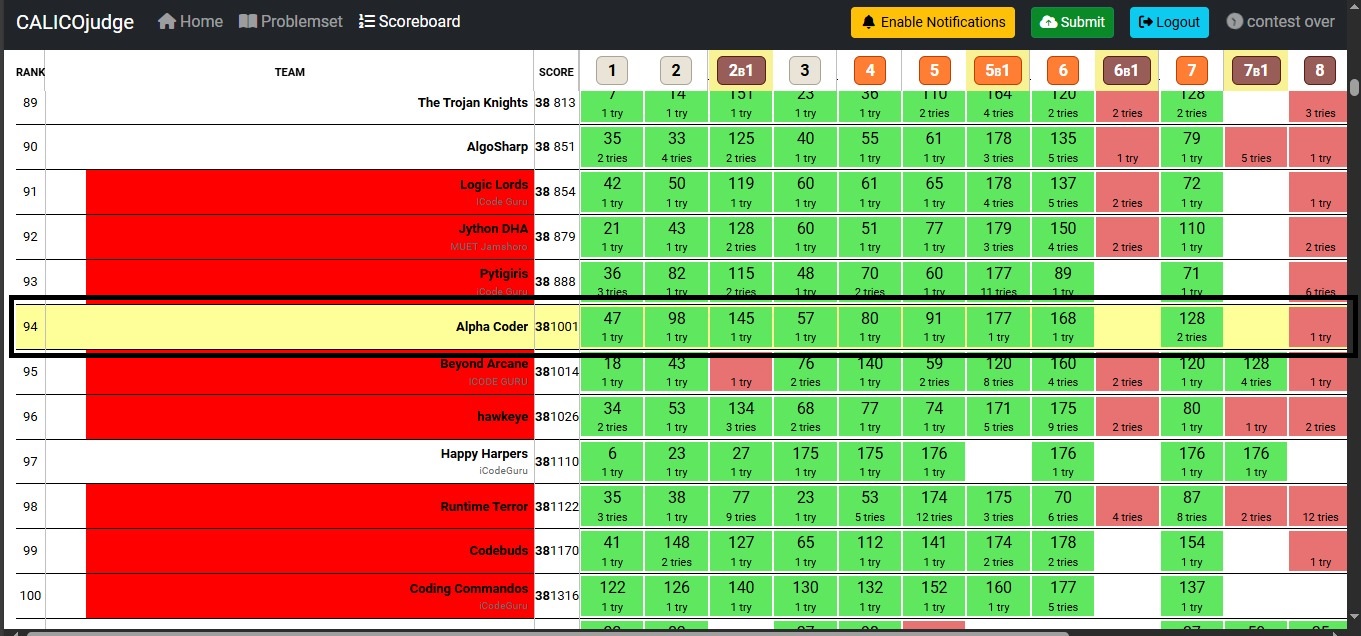 CALICOjudge Home Problemset Scoreboard Enable Notifications Submit Logout contest over
RANK TEAM SCORE 1 2 2B1 3 4 5 5B1 6 6B1 7 7B1 8
89 The Trojan Knights 38 813 7 14 151 23 36 110 164 120 128
1 try 1 try 1 try 1 try 1 try 2 tries 4 tries 2 tries 2 tries 2 tries 3 tries
90 AlgoSharp 38 851 35 33 125 40 55 61 178 135 79
2 tries 4 tries 2 tries 1 try 1 try 1 try 3 tries 5 tries 1 try 1 try 5 tries 1 try
91 Logic Lords 38 854 42 50 119 60 61 65 178 137 72
iCode Guru 1 try 1 try 1 try 1 try 1 try 1 try 4 tries 5 tries 2 tries 1 try 1 try
92 Jython DHA 38 879 21 43 128 60 51 77 179 150 110
MUET Jamshoro 1 try 1 try 2 tries 1 try 1 try 1 try 3 tries 4 tries 2 tries 1 try 2 tries
93 Pytigiris 38 888 36 82 115 48 70 60 177 89 71
iCode Guru 3 tries 1 try 2 tries 1 try 2 tries 1 try 11 tries 1 try 1 try 6 tries
94 Alpha Coder 38 1001 47 98 145 57 80 91 177 168 128
1 try 1 try 1 try 1 try 1 try 1 try 1 try 1 try 2 tries 1 try
95 Beyond Arcane 38 1014 18 43 76 140 59 120 160 120 128
ICODE GURU 1 try 1 try 1 try 2 tries 1 try 2 tries 8 tries 4 tries 2 tries 1 try 4 tries 1 try
96 hawkeye 38 1026 34 53 134 68 77 74 171 175 80
2 tries 1 try 3 tries 2 tries 1 try 1 try 5 tries 9 tries 2 tries 1 try 1 try 2 tries
97 Happy Harpers 38 1110 6 23 27 175 175 176 176 176 176
iCodeGuru 1 try 1 try 1 try 1 try 1 try 1 try 1 try 1 try 1 try
98 Runtime Terror 38 1122 35 38 77 23 53 174 175 70 87
3 tries 1 try 9 tries 1 try 5 tries 12 tries 3 tries 6 tries 4 tries 8 tries 2 tries 12 tries
99 Codebuds 38 1170 41 148 127 65 112 141 174 178 154
1 try 2 tries 1 try 1 try 1 try 1 try 2 tries 2 tries 1 try 1 try
100 Coding Commandos 38 1316 122 126 140 130 132 152 160 177 137
iCodeGuru 1 try 1 try 1 try 1 try 1 try 1 try 1 try 5 tries 1 try